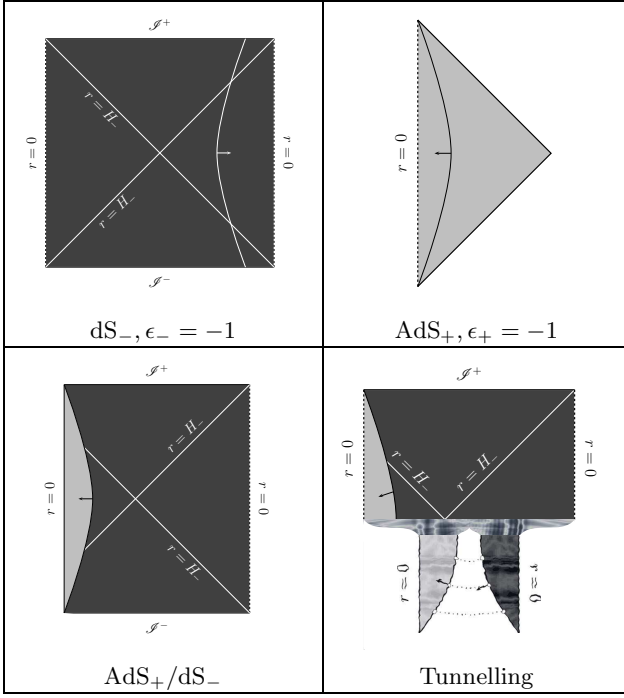 𝒥⁺
r = 0
r = H₋
r = H₋
r = 0
𝒥⁻
dS₋, ϵ₋ = −1
r = 0
AdS₊, ϵ₊ = −1
𝒥⁺
r = 0
r = H₋
r = H₋
r = 0
𝒥⁻
AdS₊/dS₋
𝒥⁺
r = 0
r = H₋
r = H₋
r = 0
r = 0
r = 0
Tunnelling